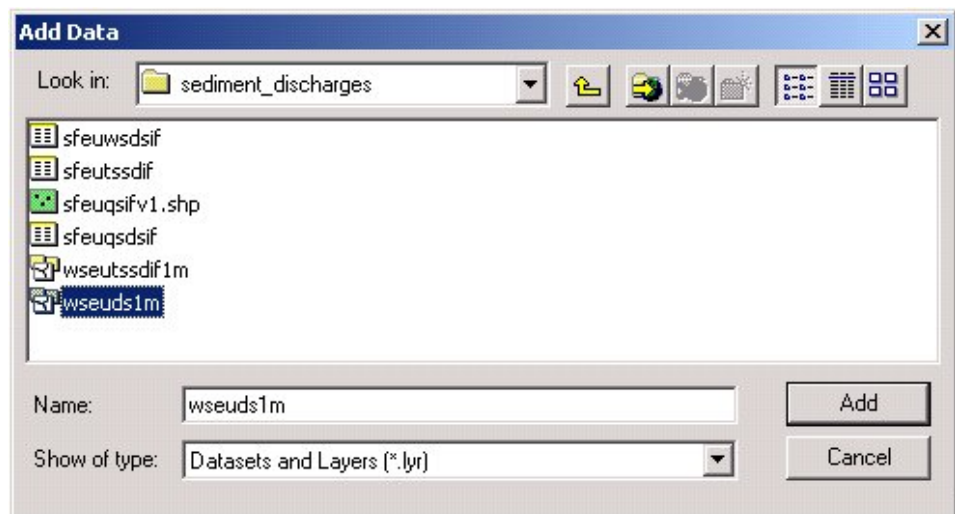 Add Data
Look in: sediment_discharges
sfeuwsdsif
sfeutssdif
sfeuqsifv1.shp
sfeuqsdsif
wseutssdif1m
wseuds1m
Name: wseuds1m Add
Show of type: Datasets and Layers (*.lyr) Cancel